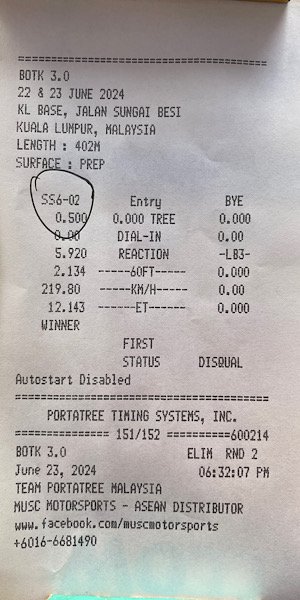 ==========================================
BOTK 3.0
22 & 23 JUNE 2024
KL BASE, JALAN SUNGAI BESI
KUALA LUMPUR, MALAYSIA
LENGTH : 402M
SURFACE : PREP
SS6-02 Entry BYE
0.500 0.000 TREE 0.000
0.00 DIAL-IN 0.00
5.920 REACTION -LB3-
2.134 ------60FT------ 0.000
219.80 -----KM/H----- 0.00
12.143 ------ET------ 0.000
WINNER
FIRST
STATUS DISQUAL
Autostart Disabled
==========================================
PORTATREE TIMING SYSTEMS, INC.
=============== 151/152 ==========600214
BOTK 3.0 ELIM RND 2
June 23, 2024 06:32:07 PM
TEAM PORTATREE MALAYSIA
MUSC MOTORSPORTS - ASEAN DISTRIBUTOR
www.facebook.com/muscmotorsports
+6016-6681490